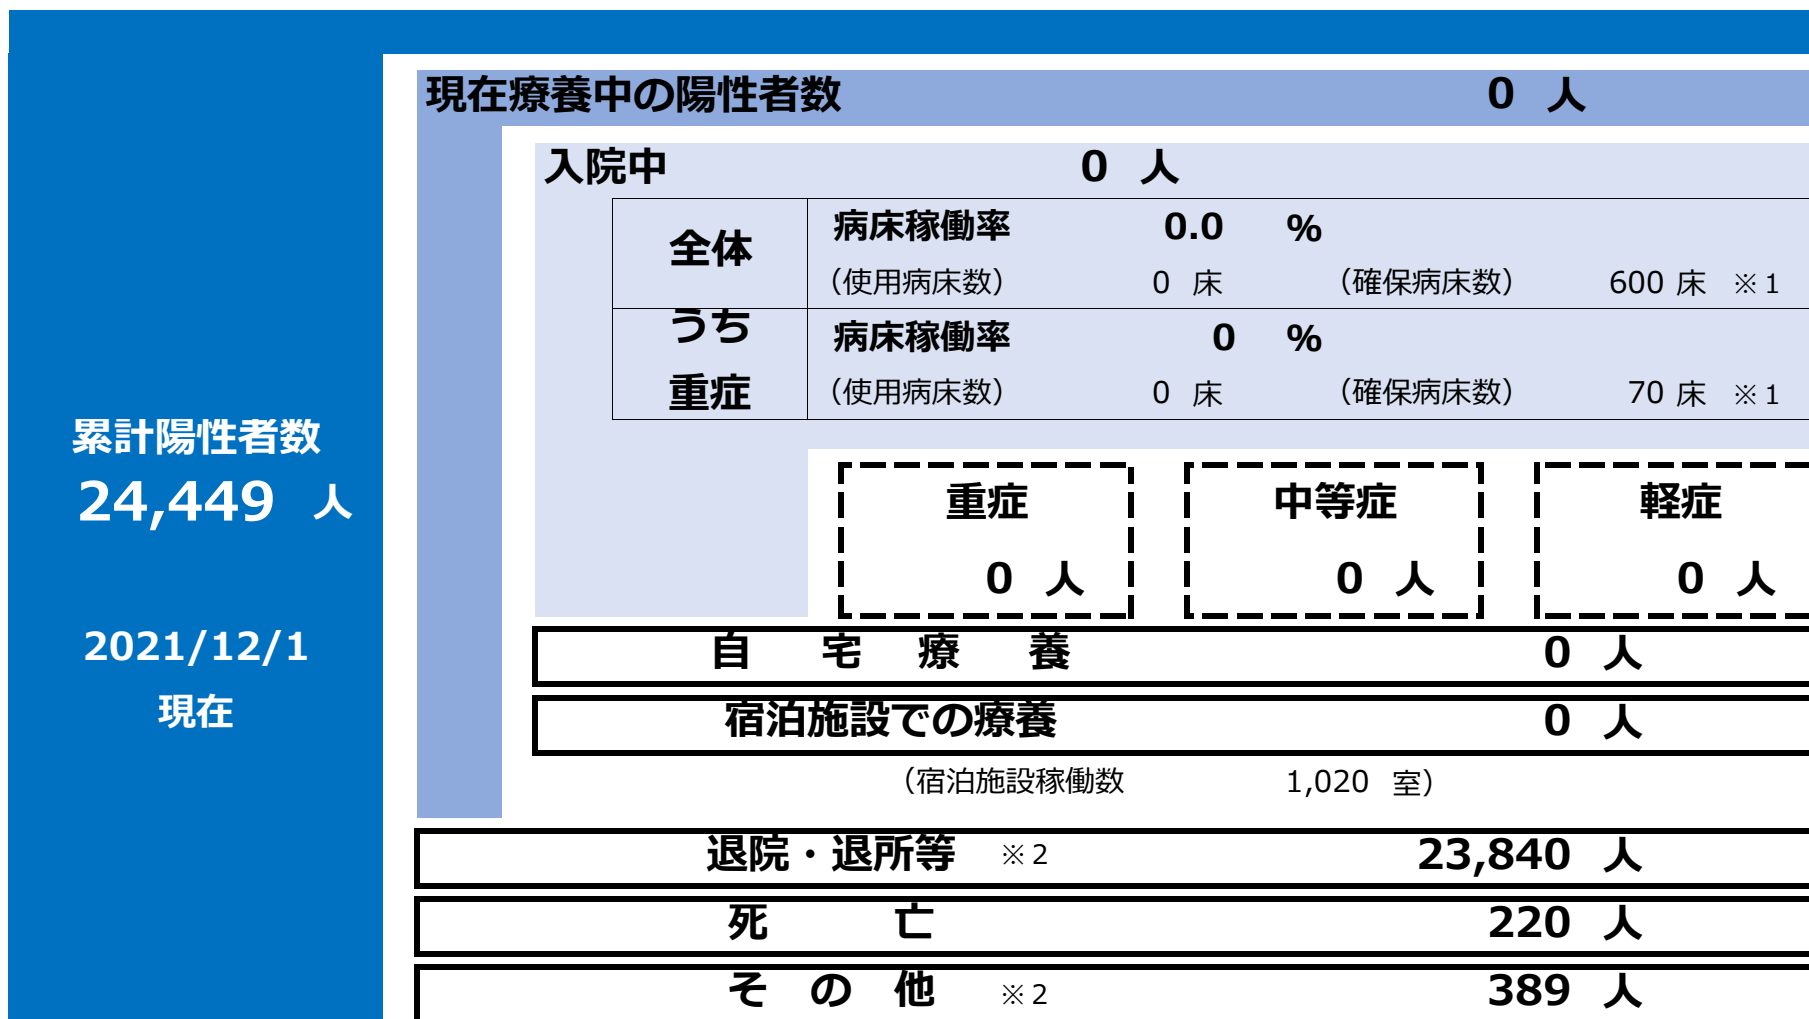 現在療養中の陽性者数 0 人
入院中 0 人
全体 病床稼働率 0.0 %
（使用病床数） 0 床 （確保病床数） 600 床 ※1
うち 病床稼働率 0 %
重症 （使用病床数） 0 床 （確保病床数） 70 床 ※1
累計陽性者数
24,449 人
2021/12/1
現在
重症 中等症 軽症
0 人 0 人 0 人
自宅療養 0 人
宿泊施設での療養 0 人
（宿泊施設稼働数 1,020 室）
退院・退所等 ※2 23,840 人
死亡 220 人
その他 ※2 389 人